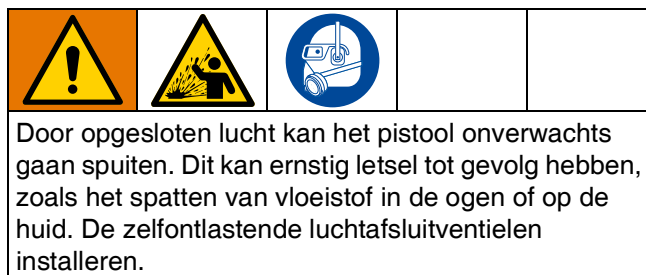 Door opgesloten lucht kan het pistool onverwachts
gaan spuiten. Dit kan ernstig letsel tot gevolg hebben,
zoals het spatten van vloeistof in de ogen of op de
huid. De zelfontlastende luchtafsluitventielen
installeren.